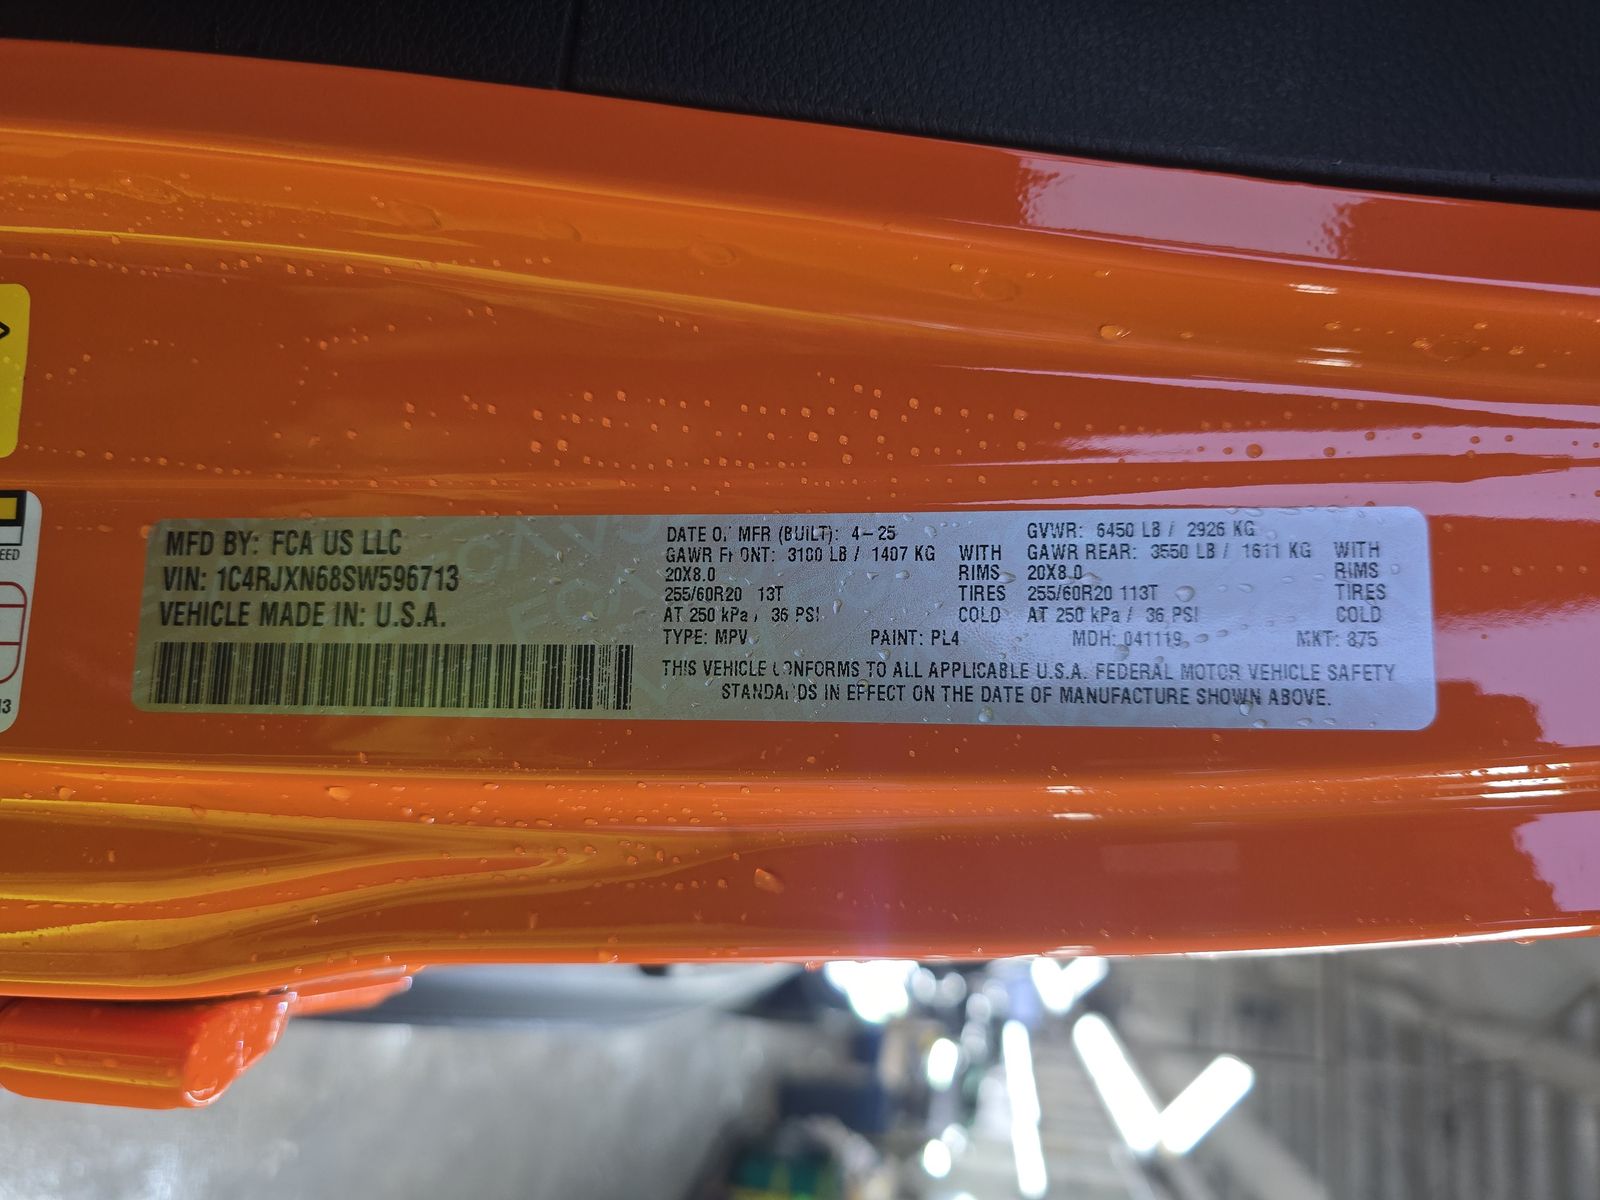 MFD BY: FCA US LLC
VIN: 1C4RJXN68SW596713
VEHICLE MADE IN: U.S.A.
DATE O. MFR (BUILT): 4-25
GAWR FRONT: 3100 LB / 1407 KG WITH
20X8.0 RIMS
255/60R20 13T TIRES
AT 250 kPa / 36 PSI COLD
GVWR: 6450 LB / 2926 KG
GAWR REAR: 3550 LB / 1611 KG WITH
20X8.0 RIMS
255/60R20 113T TIRES
AT 250 kPa / 36 PSI COLD
TYPE: MPV PAINT: PL4 MDH: 041119 MKT: 875
THIS VEHICLE CONFORMS TO ALL APPLICABLE U.S.A. FEDERAL MOTOR VEHICLE SAFETY
STANDARDS IN EFFECT ON THE DATE OF MANUFACTURE SHOWN ABOVE.